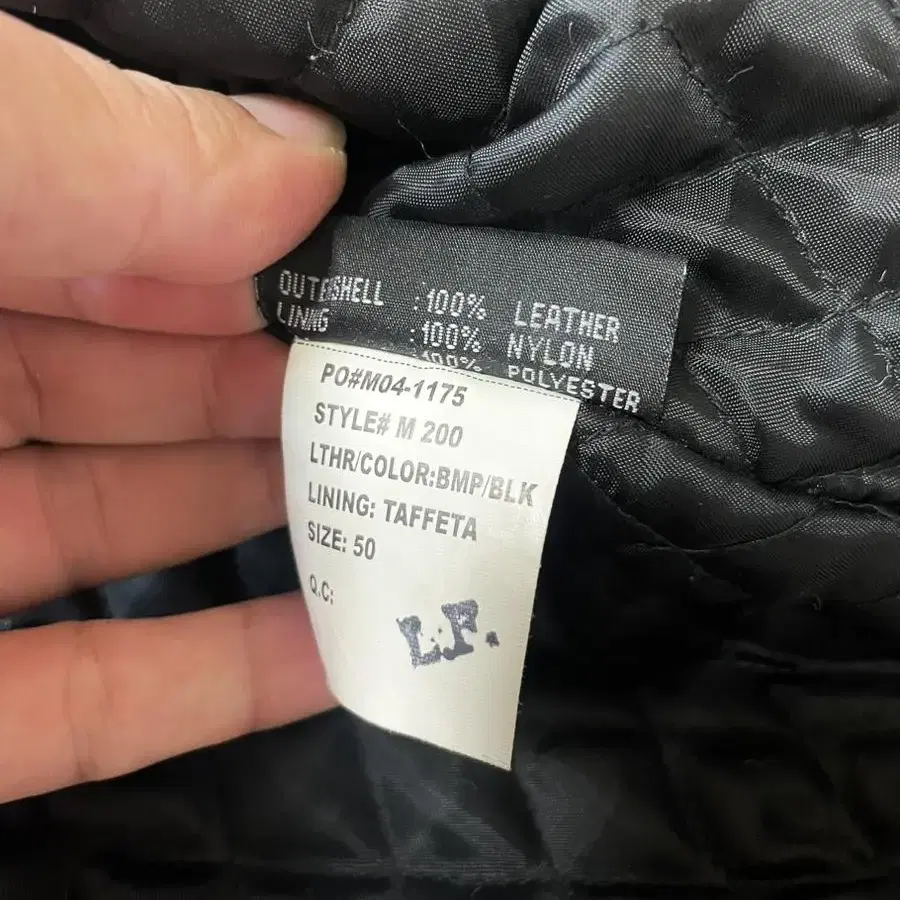 OUTERSHELL :100% LEATHER
LINING :100% NYLON
100% POLYESTER
PO#M04-1175
STYLE# M 200
LTHR/COLOR:BMP/BLK
LINING: TAFFETA
SIZE: 50
Q.C:
L.F.